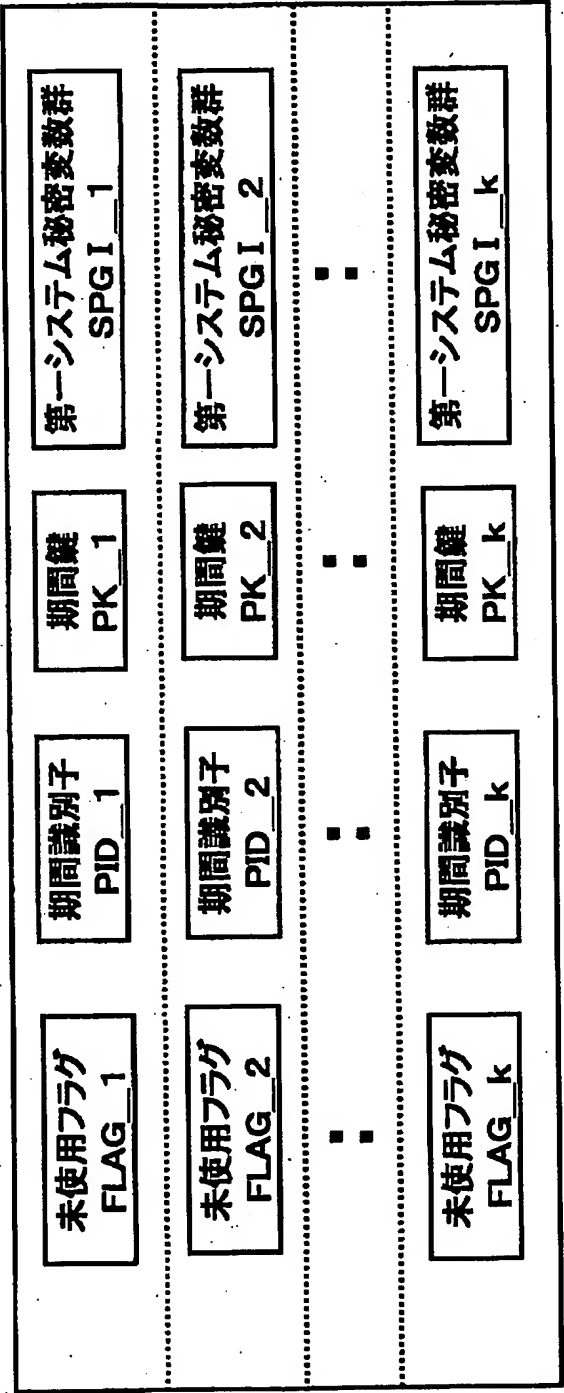 未使用フラグ
FLAG_1
期間識別子
PID_1
期間鍵
PK_1
第一システム秘密変数群
SPGI_1
未使用フラグ
FLAG_2
期間識別子
PID_2
期間鍵
PK_2
第一システム秘密変数群
SPGI_2
未使用フラグ
FLAG_k
期間識別子
PID_k
期間鍵
PK_k
第一システム秘密変数群
SPGI_k